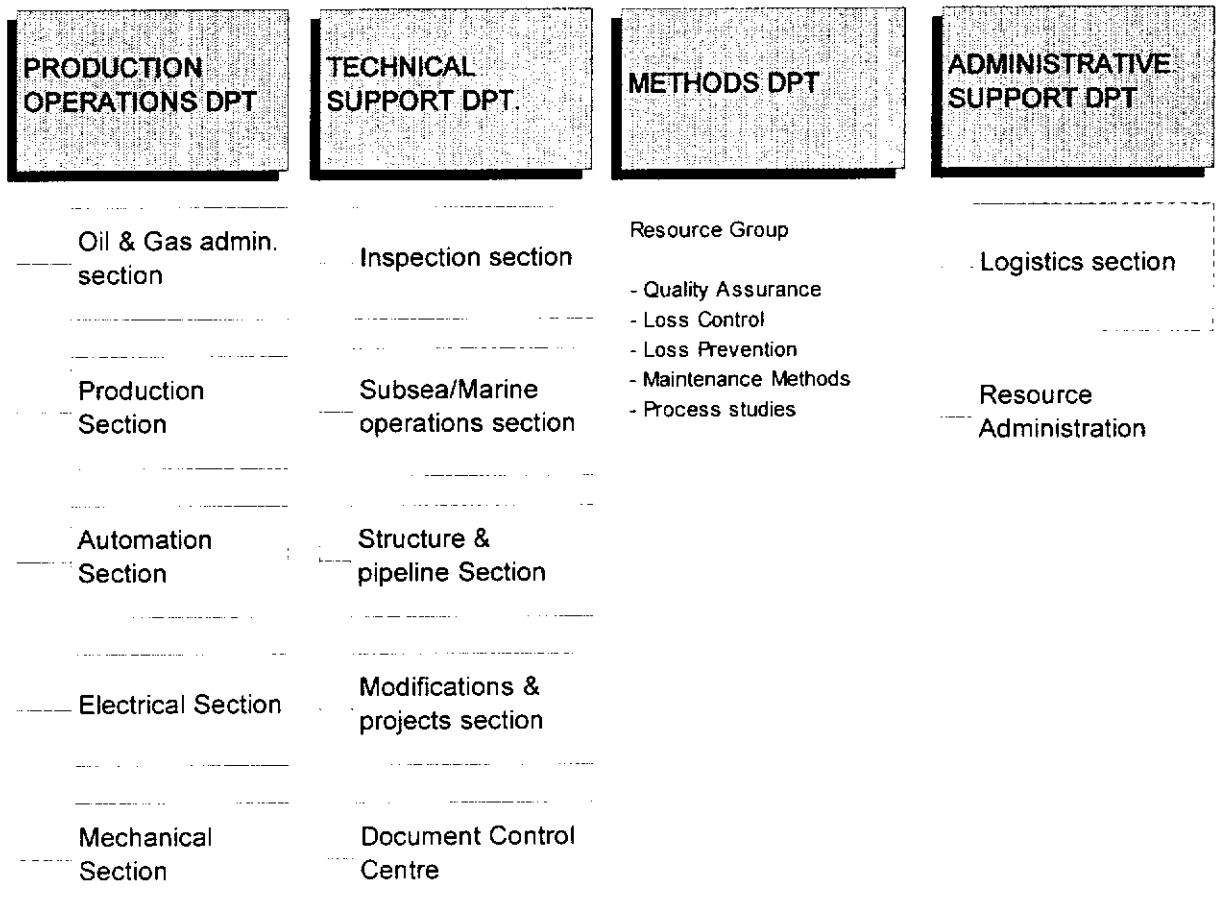 PRODUCTION
OPERATIONS DPT
Oil & Gas admin.
section
Production
Section
Automation
Section
Electrical Section
Mechanical
Section
TECHNICAL
SUPPORT DPT.
Inspection section
Subsea/Marine
operations section
Structure &
pipeline Section
Modifications &
projects section
Document Control
Centre
METHODS DPT
Resource Group
- Quality Assurance
- Loss Control
- Loss Prevention
- Maintenance Methods
- Process studies
ADMINISTRATIVE
SUPPORT DPT
Logistics section
Resource
Administration